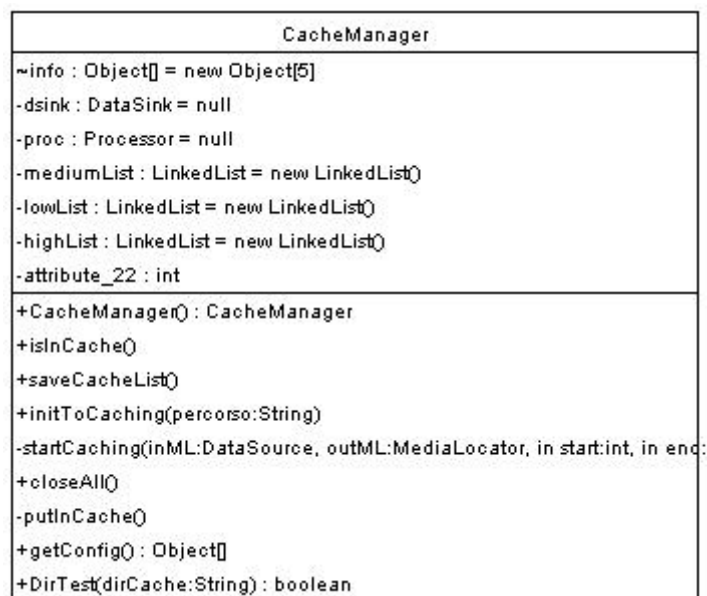 CacheManager
~info : Object[] = new Object[5]
-dsink : DataSink = null
-proc : Processor = null
-mediumList : LinkedList = new LinkedList()
-lowList : LinkedList = new LinkedList()
-highList : LinkedList = new LinkedList()
-attribute_22 : int
+CacheManager() : CacheManager
+isInCache()
+saveCacheList()
+initToCaching(percorso:String)
-startCaching(inML:DataSource, outML:MediaLocator, in start:int, in end:
+closeAll()
-putInCache()
+getConfig() : Object[]
+DirTest(dirCache:String) : boolean